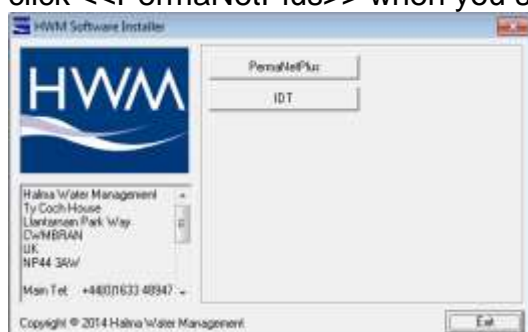 click <<PermaNetPlus>> when you s
HWM Software Installer
HWM
PermaNetPlus
IDT
Halma Water Management
Ty Coch House
Llantarnam Park Way
CWMBRAN
UK
NP44 3AW
Main Tel: +44(0)1633 48947
Copyright © 2014 Halma Water Management
Exit